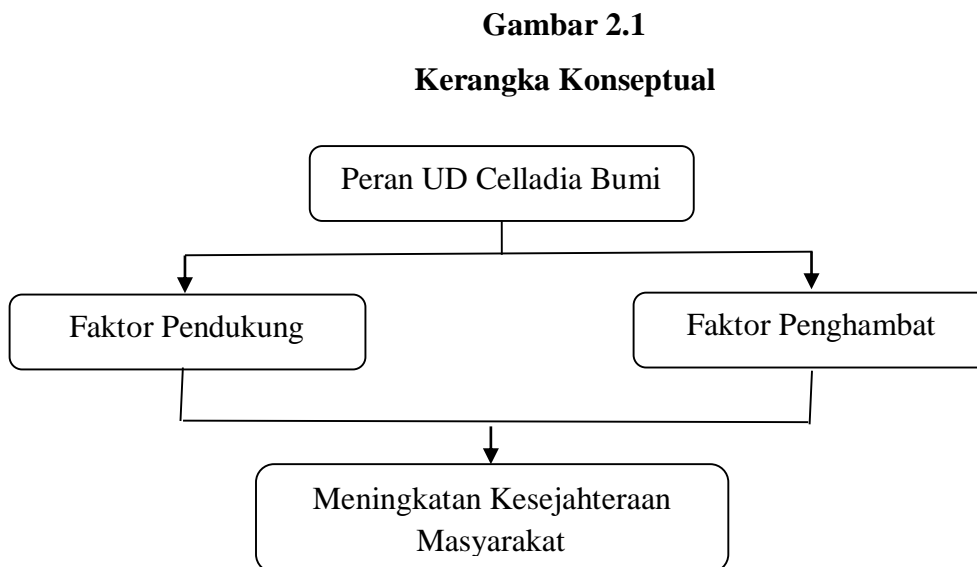 Gambar 2.1
Kerangka Konseptual
Peran UD Celladia Bumi
Faktor Pendukung
Faktor Penghambat
Meningkatan Kesejahteraan
Masyarakat